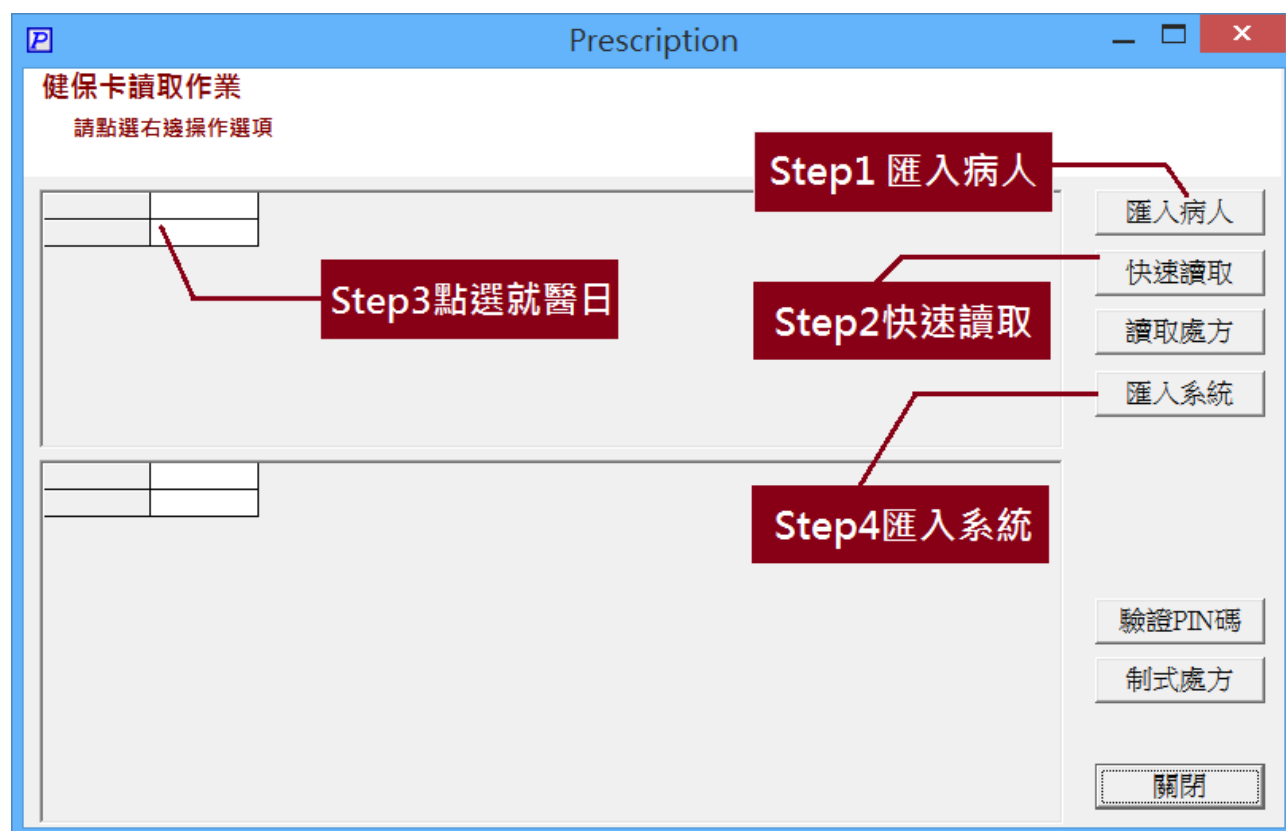 Prescription
健保卡讀取作業
請點選右邊操作選項
Step1 匯入病人
匯入病人
快速讀取
Step3點選就醫日
Step2快速讀取
讀取處方
匯入系統
Step4匯入系統
驗證PIN碼
制式處方
關閉